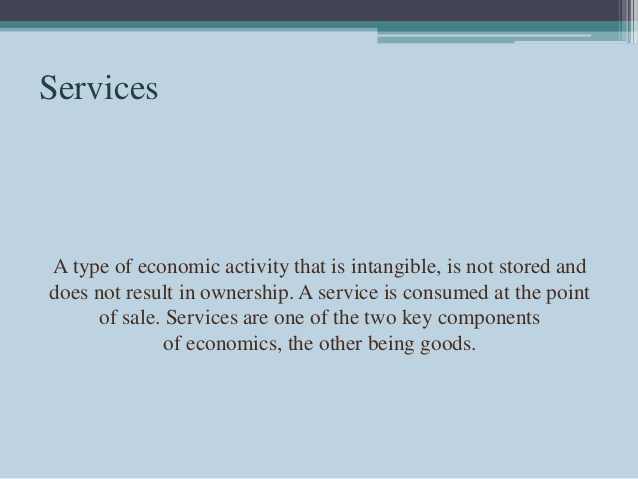 Services
A type of economic activity that is intangible, is not stored and
does not result in ownership. A service is consumed at the point
of sale. Services are one of the two key components
of economics, the other being goods.